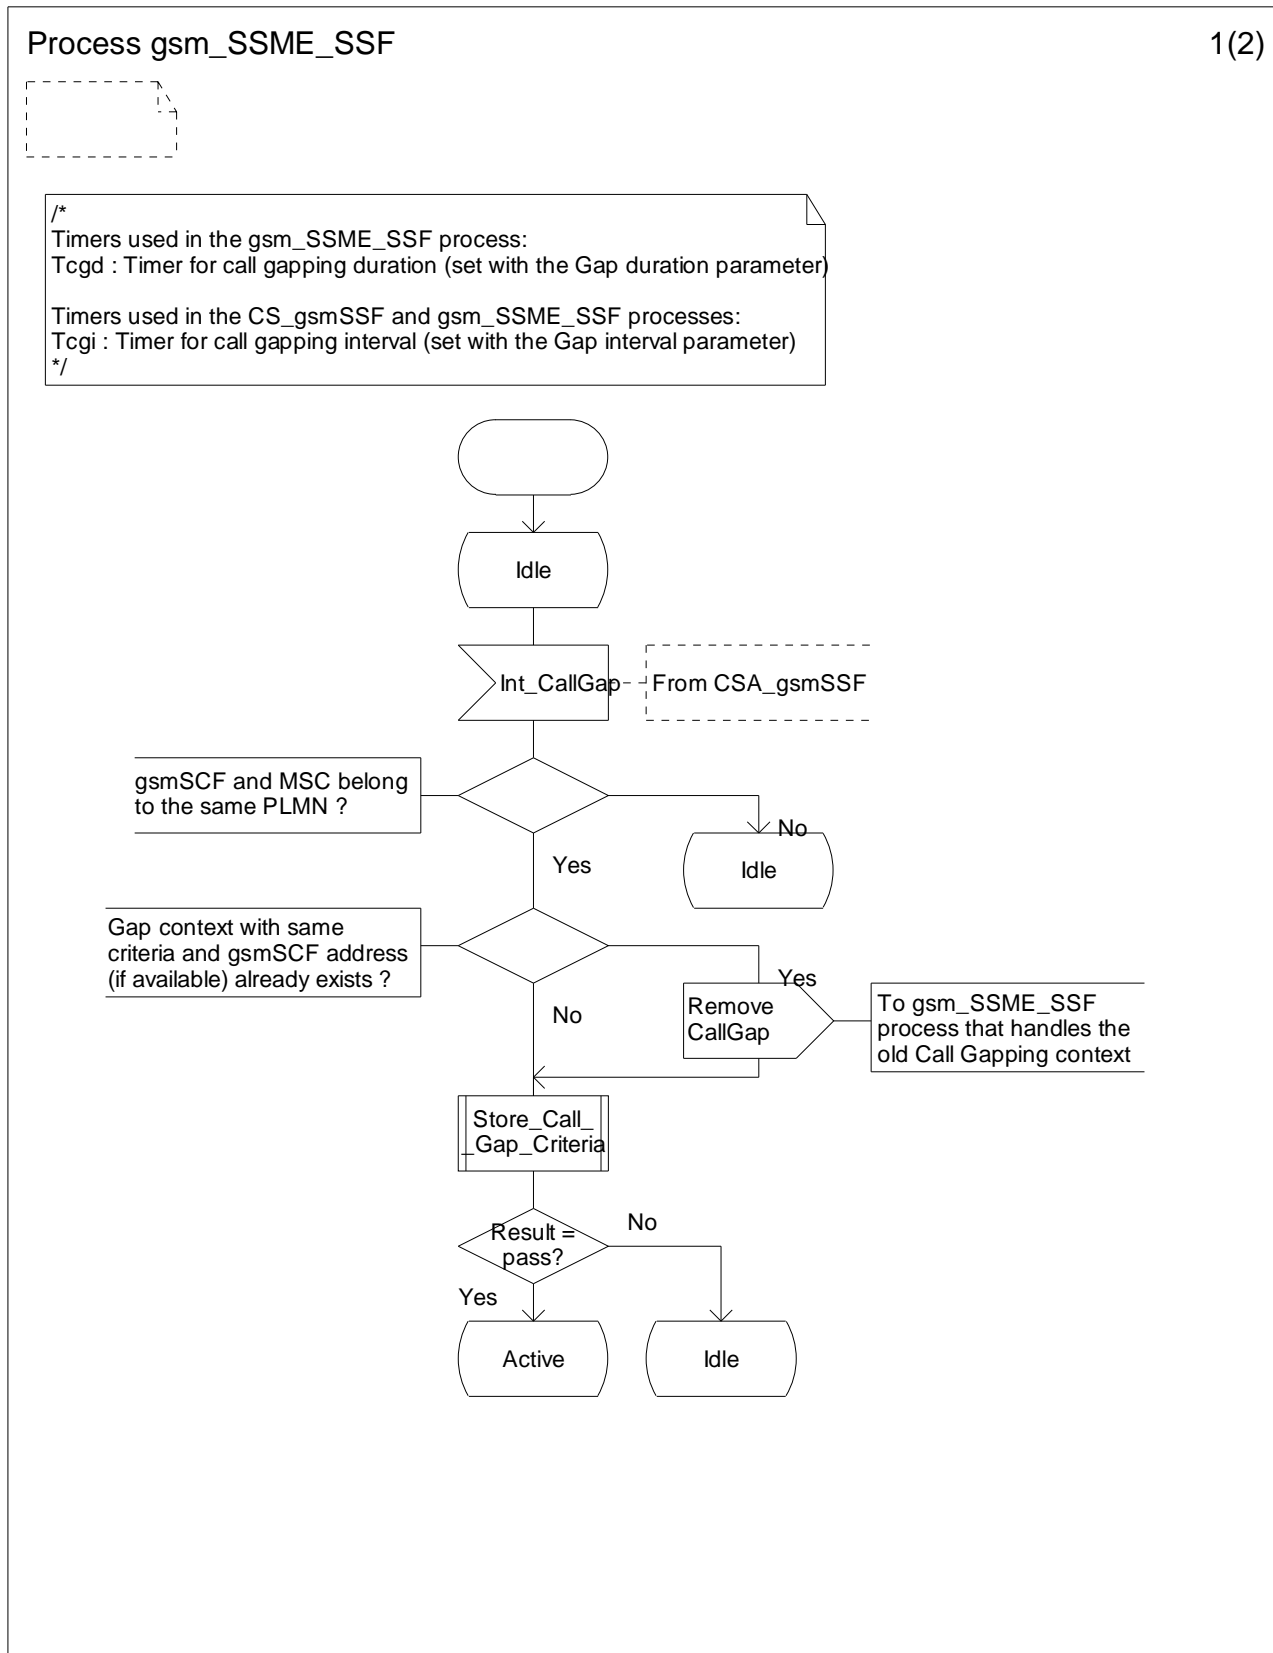 Process gsm_SSME_SSF
1(2)
/*
Timers used in the gsm_SSME_SSF process:
Tcgd : Timer for call gapping duration (set with the Gap duration parameter)
Timers used in the CS_gsmSSF and gsm_SSME_SSF processes:
Tcgi : Timer for call gapping interval (set with the Gap interval parameter)
*/
Idle
Int_CallGap
From CSA_gsmSSF
gsmSCF and MSC belong
to the same PLMN ?
No
Yes
Idle
Gap context with same
criteria and gsmSCF address
(if available) already exists ?
Yes
No
Remove
CallGap
To gsm_SSME_SSF
process that handles the
old Call Gapping context
Store_Call_
_Gap_Criteria
Result =
pass?
No
Yes
Active
Idle